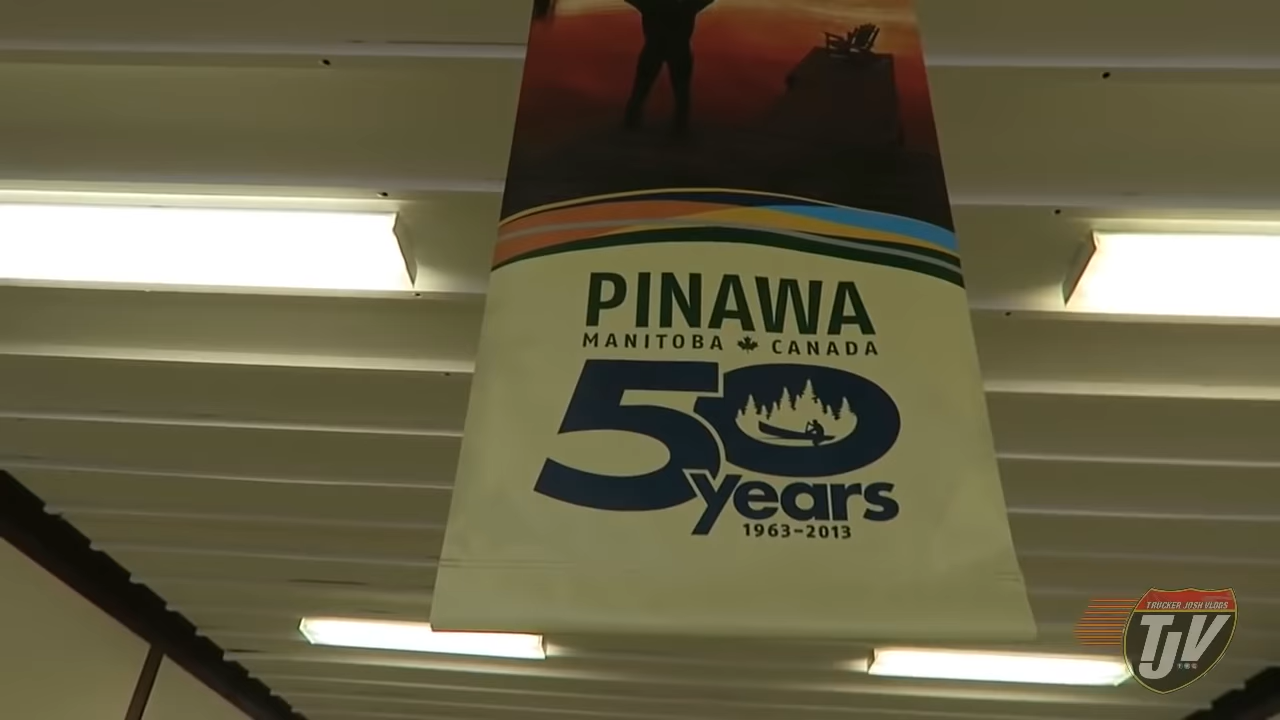 PINAWA
MANITOBA CANADA
50
years
1963-2013
TRUCKER JOSH VLOGS
TJV